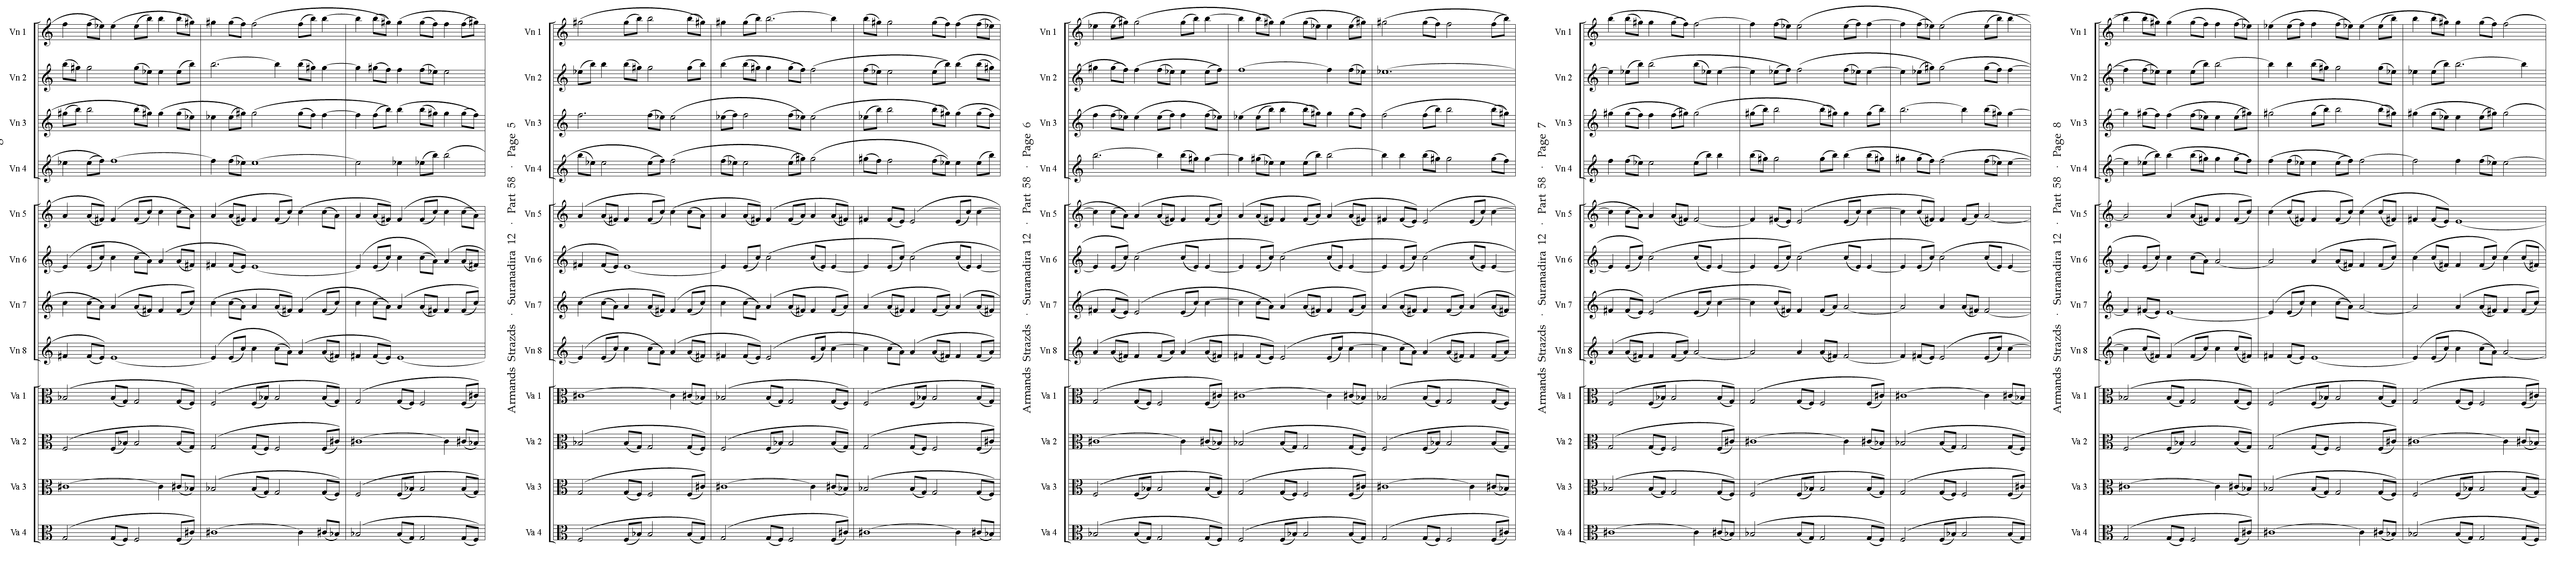 Vn 1
Vn 2
Vn 3
Vn 4
Vn 5
Vn 6
Vn 7
Vn 8
Va 1
Va 2
Va 3
Va 4
Armands Strazds · Suranadira 12 · Part 58 · Page 5
Vn 1
Vn 2
Vn 3
Vn 4
Vn 5
Vn 6
Vn 7
Vn 8
Va 1
Va 2
Va 3
Va 4
Armands Strazds · Suranadira 12 · Part 58 · Page 6
Vn 1
Vn 2
Vn 3
Vn 4
Vn 5
Vn 6
Vn 7
Vn 8
Va 1
Va 2
Va 3
Va 4
Armands Strazds · Suranadira 12 · Part 58 · Page 7
Vn 1
Vn 2
Vn 3
Vn 4
Vn 5
Vn 6
Vn 7
Vn 8
Va 1
Va 2
Va 3
Va 4
Armands Strazds · Suranadira 12 · Part 58 · Page 8
Vn 1
Vn 2
Vn 3
Vn 4
Vn 5
Vn 6
Vn 7
Vn 8
Va 1
Va 2
Va 3
Va 4